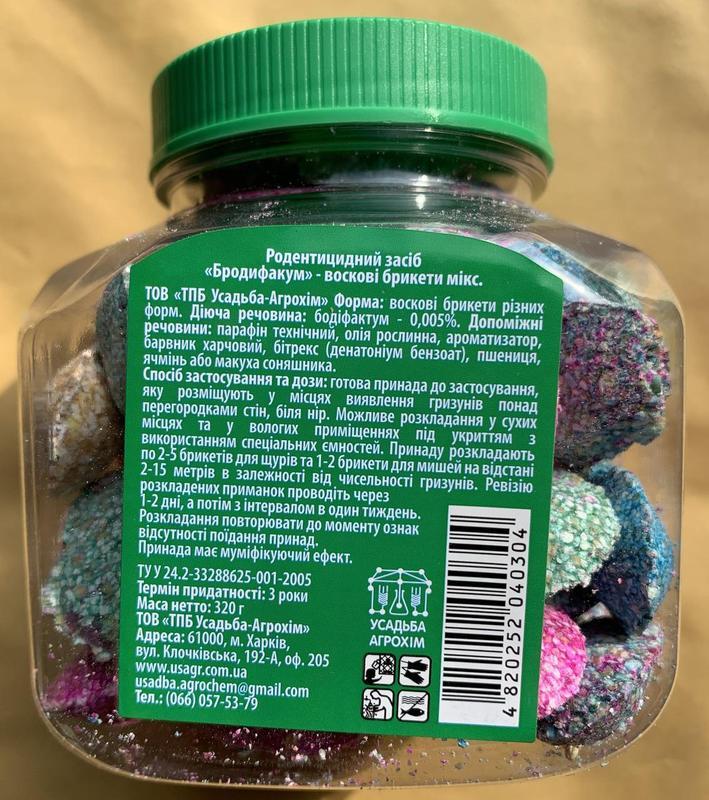 Родентицидний засіб
«Бродифакум» - воскові брикети мікс.
ТОВ «ТПБ Усадьба-Агрохім» Форма: воскові брикети різних
форм. Діюча речовина: бодіфактум - 0,005%. Допоміжні
речовини: парафін технічний, олія рослинна, ароматизатор,
барвник харчовий, бітрекс (денатоніум бензоат), пшениця,
ячмінь або макуха соняшника.
Спосіб застосування та дози: готова принада до застосування,
яку розміщують у місцях виявлення гризунів понад
перегородками стін, біля нір. Можливе розкладання у сухих
місцях та у вологих приміщеннях під укриттям з
використанням спеціальних ємностей. Принаду розкладають
по 2-5 брикетів для щурів та 1-2 брикети для мишей на відстані
2-15 метрів в залежності від чисельності гризунів. Ревізію
розкладених приманок проводіть через
1-2 дні, а потім з інтервалом в один тиждень.
Розкладання повторювати до моменту ознак
відсутності поїдання принад.
Принада має муміфікуючий ефект.
ТУ У 24.2-33288625-001-2005
Термін придатності: 3 роки
Маса нетто: 320 г
ТОВ «ТПБ Усадьба-Агрохім»
Адреса: 61000, м. Харків,
вул. Клочківська, 192-А, оф. 205
www.usagr.com.ua
usadba.agrochem@gmail.com
Тел.: (066) 057-53-79
УСАДЬБА
АГРОХІМ
4 820252 040304